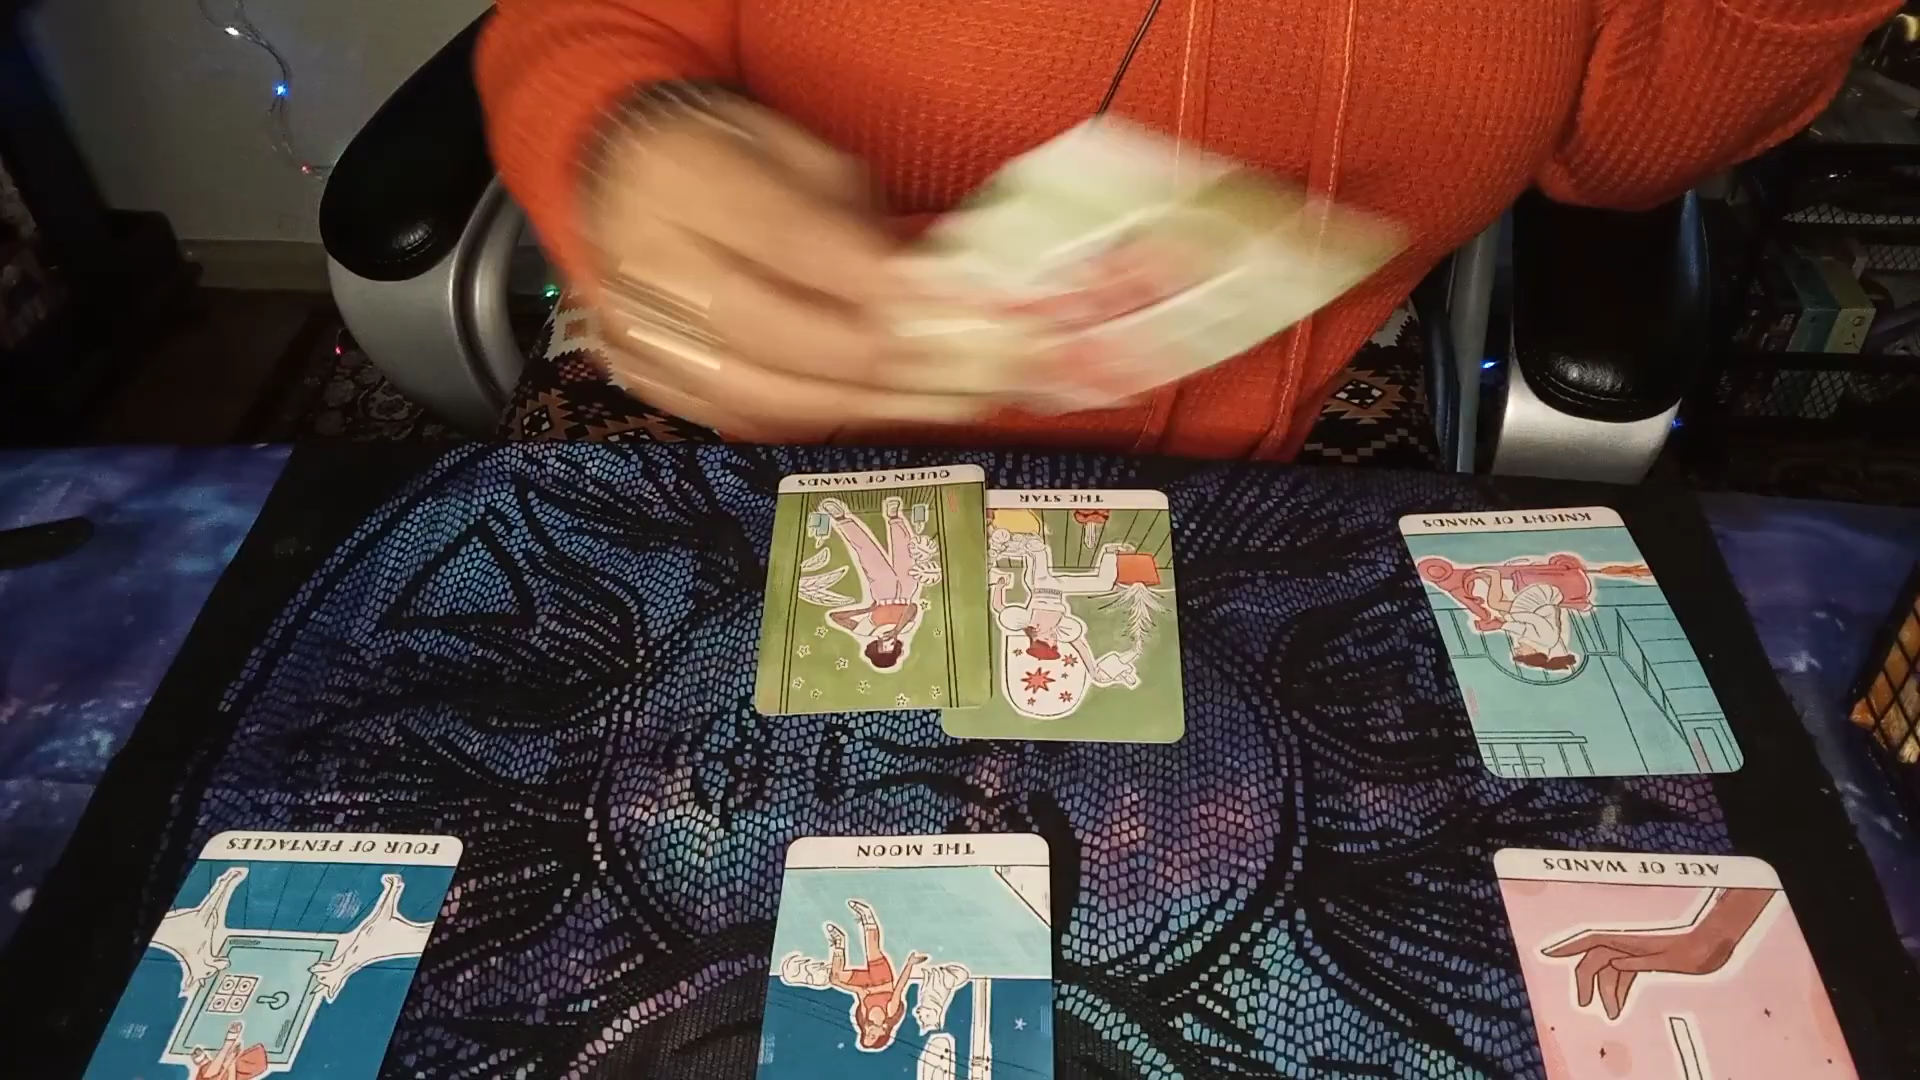 QUEEN OF WANDS
THE STAR
KNIGHT OF WANDS
FOUR OF PENTACLES
THE MOON
ACE OF WANDS